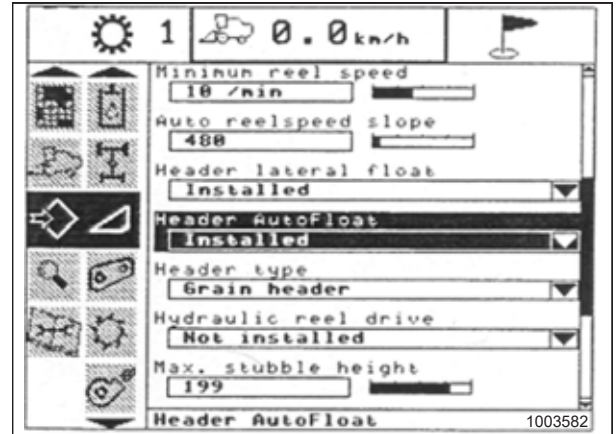 1 0.0 km/h
Minimum reel speed
10 /min
Auto reelspeed slope
480
Header lateral float
Installed
Header AutoFloat
Installed
Header type
Grain header
Hydraulic reel drive
Not installed
Max. stubble height
199
Header AutoFloat 1003582